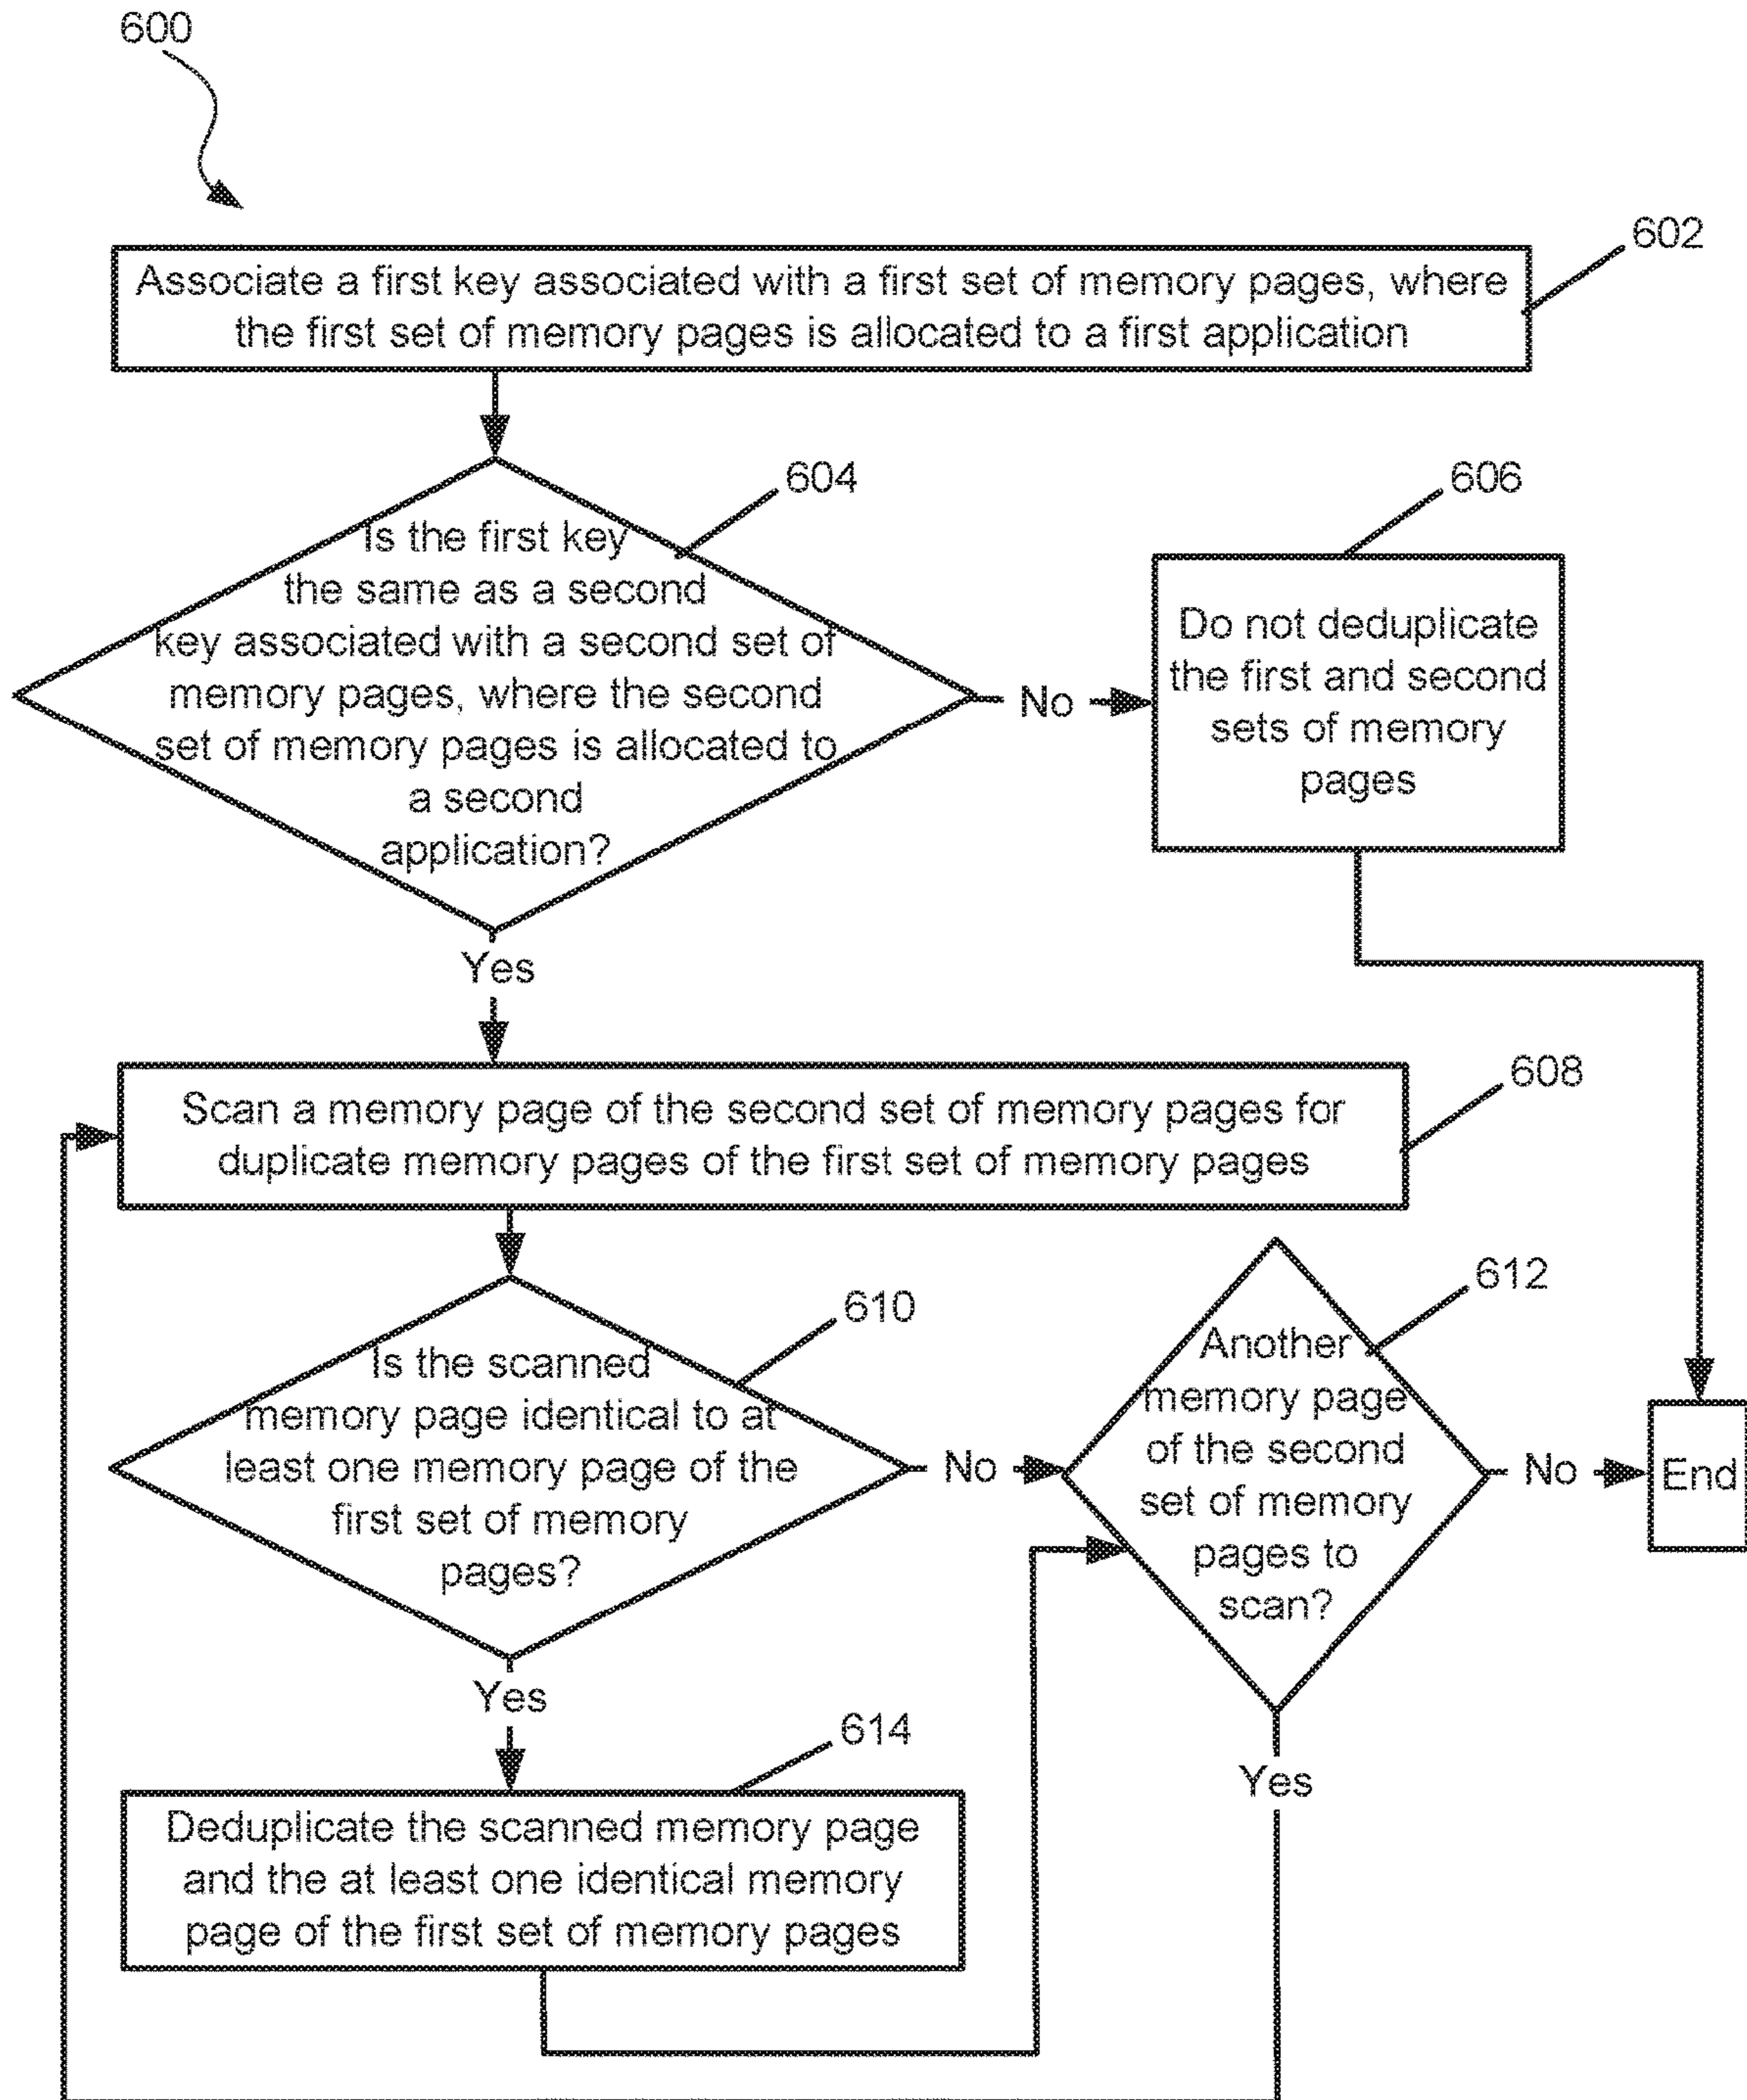 600
602
Associate a first key associated with a first set of memory pages, where
the first set of memory pages is allocated to a first application
604
Is the first key
the same as a second
key associated with a second set of
memory pages, where the second
set of memory pages is allocated to
a second
application?
No
606
Do not deduplicate
the first and second
sets of memory
pages
Yes
608
Scan a memory page of the second set of memory pages for
duplicate memory pages of the first set of memory pages
610
Is the scanned
memory page identical to at
least one memory page of the
first set of memory
pages?
No
612
Another
memory page
of the second
set of memory
pages to
scan?
No
End
Yes
614
Deduplicate the scanned memory page
and the at least one identical memory
page of the first set of memory pages
Yes